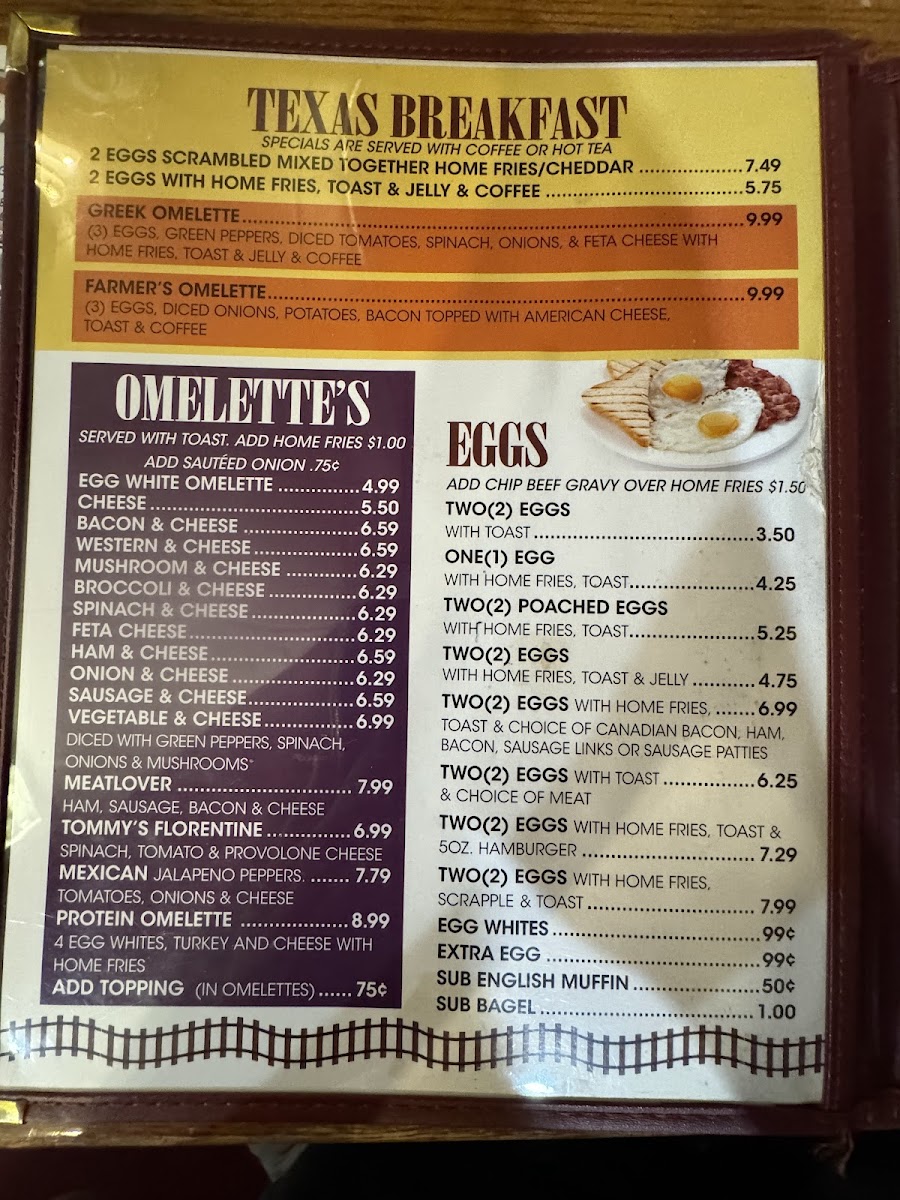 TEXAS BREAKFAST
SPECIALS ARE SERVED WITH COFFEE OR HOT TEA
2 EGGS SCRAMBLED MIXED TOGETHER HOME FRIES/CHEDDAR ....................7.49
2 EGGS WITH HOME FRIES, TOAST & JELLY & COFFEE ....................5.75
GREEK OMELETTE....................9.99
(3) EGGS, GREEN PEPPERS, DICED TOMATOES, SPINACH, ONIONS, & FETA CHEESE WITH
HOME FRIES, TOAST & JELLY & COFFEE
FARMER'S OMELETTE....................9.99
(3) EGGS, DICED ONIONS, POTATOES, BACON TOPPED WITH AMERICAN CHEESE,
TOAST & COFFEE
OMELETTE'S
SERVED WITH TOAST. ADD HOME FRIES $1.00
ADD SAUTÉED ONION .75¢
EGG WHITE OMELETTE ..............4.99
CHEESE....................5.50
BACON & CHEESE ....................6.59
WESTERN & CHEESE..................6.59
MUSHROOM & CHEESE ............6.29
BROCCOLI & CHEESE ...............6.29
SPINACH & CHEESE ..................6.29
FETA CHEESE....................6.29
HAM & CHEESE....................6.59
ONION & CHEESE....................6.29
SAUSAGE & CHEESE..................6.59
VEGETABLE & CHEESE...............6.99
DICED WITH GREEN PEPPERS, SPINACH,
ONIONS & MUSHROOMS
MEATLOVER ....................7.99
HAM, SAUSAGE, BACON & CHEESE
TOMMY'S FLORENTINE ..............6.99
SPINACH, TOMATO & PROVOLONE CHEESE
MEXICAN JALAPENO PEPPERS. ....... 7.79
TOMATOES, ONIONS & CHEESE
PROTEIN OMELETTE ..................8.99
4 EGG WHITES, TURKEY AND CHEESE WITH
HOME FRIES
ADD TOPPING (IN OMELETTES)...... 75¢
EGGS
ADD CHIP BEEF GRAVY OVER HOME FRIES $1.50
TWO(2) EGGS
WITH TOAST....................3.50
ONE(1) EGG
WITH HOME FRIES, TOAST....................4.25
TWO(2) POACHED EGGS
WITH HOME FRIES, TOAST....................5.25
TWO(2) EGGS
WITH HOME FRIES, TOAST & JELLY ..........4.75
TWO(2) EGGS WITH HOME FRIES, .......6.99
TOAST & CHOICE OF CANADIAN BACON, HAM,
BACON, SAUSAGE LINKS OR SAUSAGE PATTIES
TWO(2) EGGS WITH TOAST ...............6.25
& CHOICE OF MEAT
TWO(2) EGGS WITH HOME FRIES, TOAST &
5OZ. HAMBURGER ....................7.29
TWO(2) EGGS WITH HOME FRIES,
SCRAPPLE & TOAST ....................7.99
EGG WHITES....................99¢
EXTRA EGG ....................99¢
SUB ENGLISH MUFFIN ....................50¢
SUB BAGEL....................1.00